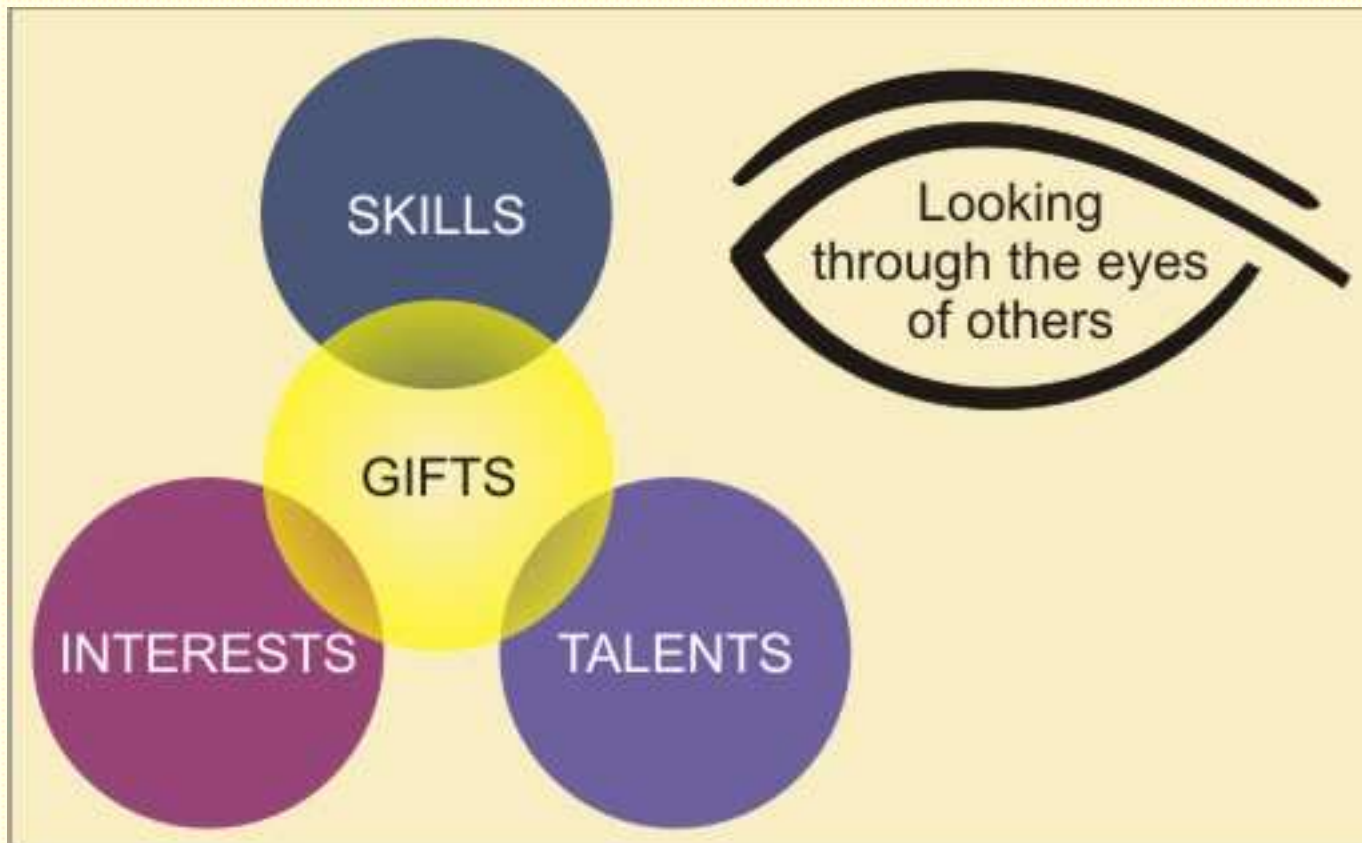 SKILLS
Looking
through the eyes
of others
GIFTS
INTERESTS
TALENTS